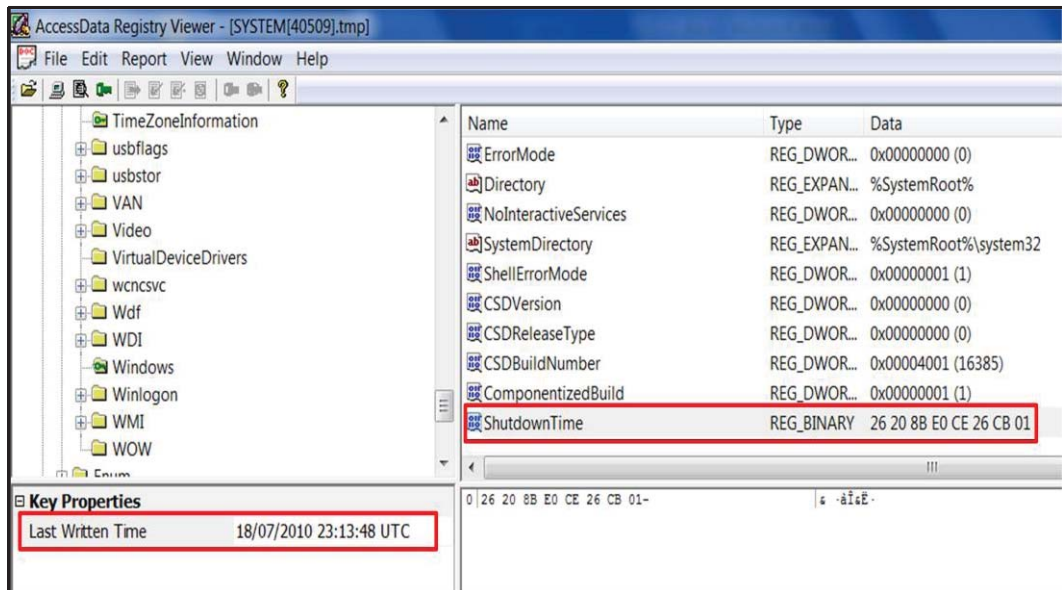 AccessData Registry Viewer - [SYSTEM[40509].tmp]
File Edit Report View Window Help
TimeZoneInformation
usbflags
usbstor
VAN
Video
VirtualDeviceDrivers
wcncsvc
Wdf
WDI
Windows
Winlogon
WMI
WOW
Enum
Name Type Data
ErrorMode REG_DWOR... 0x00000000 (0)
Directory REG_EXPAN... %SystemRoot%
NoInteractiveServices REG_DWOR... 0x00000000 (0)
SystemDirectory REG_EXPAN... %SystemRoot%\system32
ShellErrorMode REG_DWOR... 0x00000001 (1)
CSDVersion REG_DWOR... 0x00000000 (0)
CSDReleaseType REG_DWOR... 0x00000000 (0)
CSDBuildNumber REG_DWOR... 0x00004001 (16385)
ComponentizedBuild REG_DWOR... 0x00000001 (1)
ShutdownTime REG_BINARY 26 20 8B E0 CE 26 CB 01
Key Properties
Last Written Time 18/07/2010 23:13:48 UTC
0 26 20 8B E0 CE 26 CB 01- & ·àÎ&Ë·